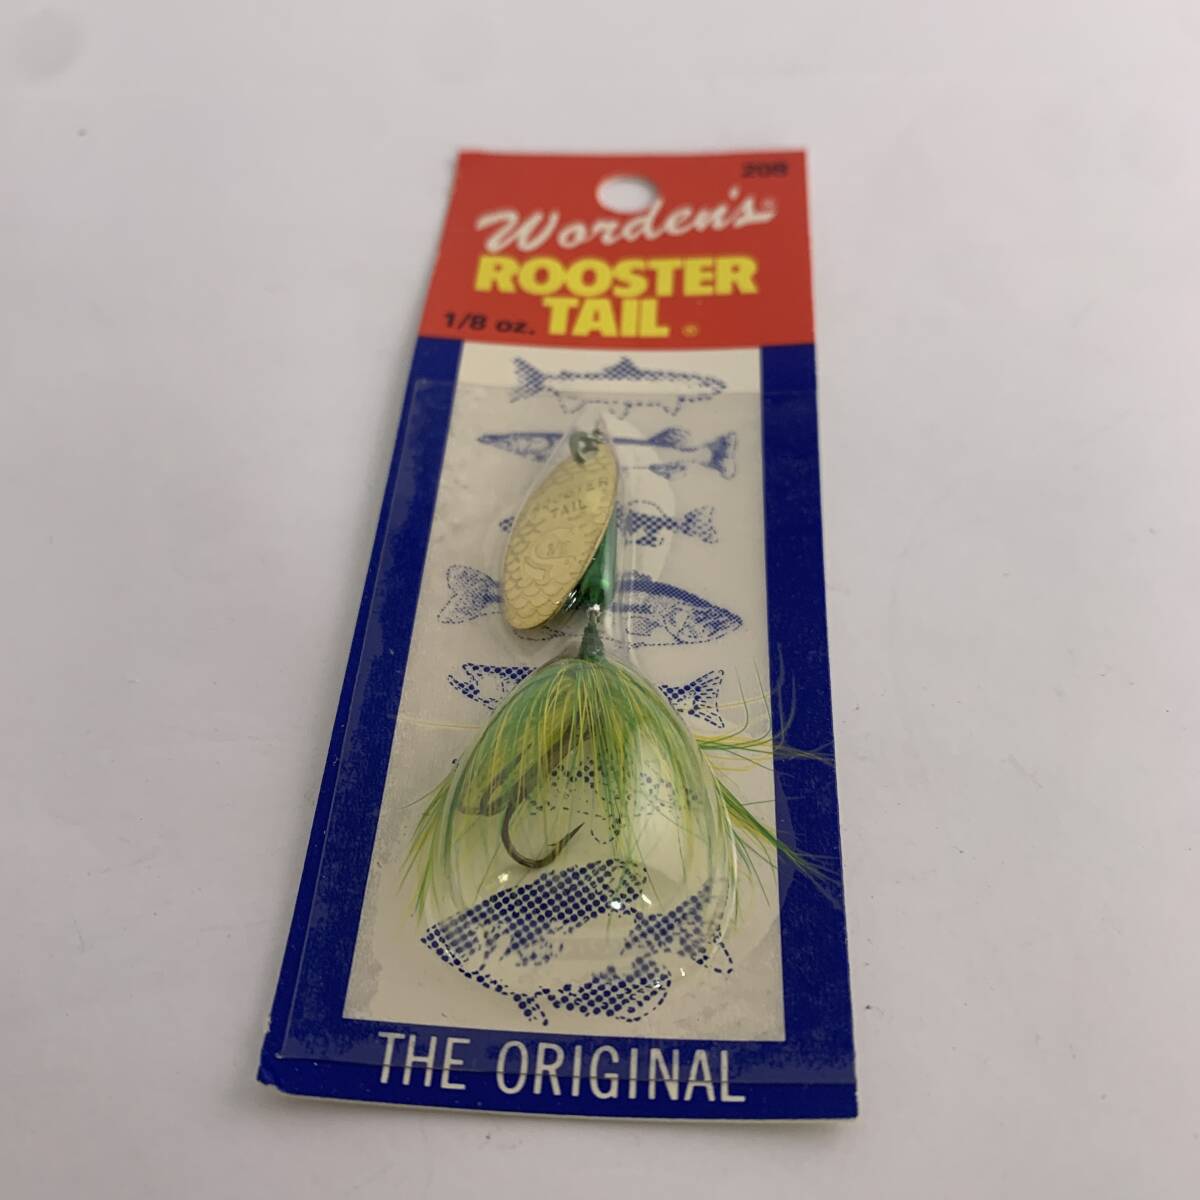 208
Worden's®
ROOSTER
TAIL®
1/8 oz.
ROOSTER
TAIL
THE ORIGINAL